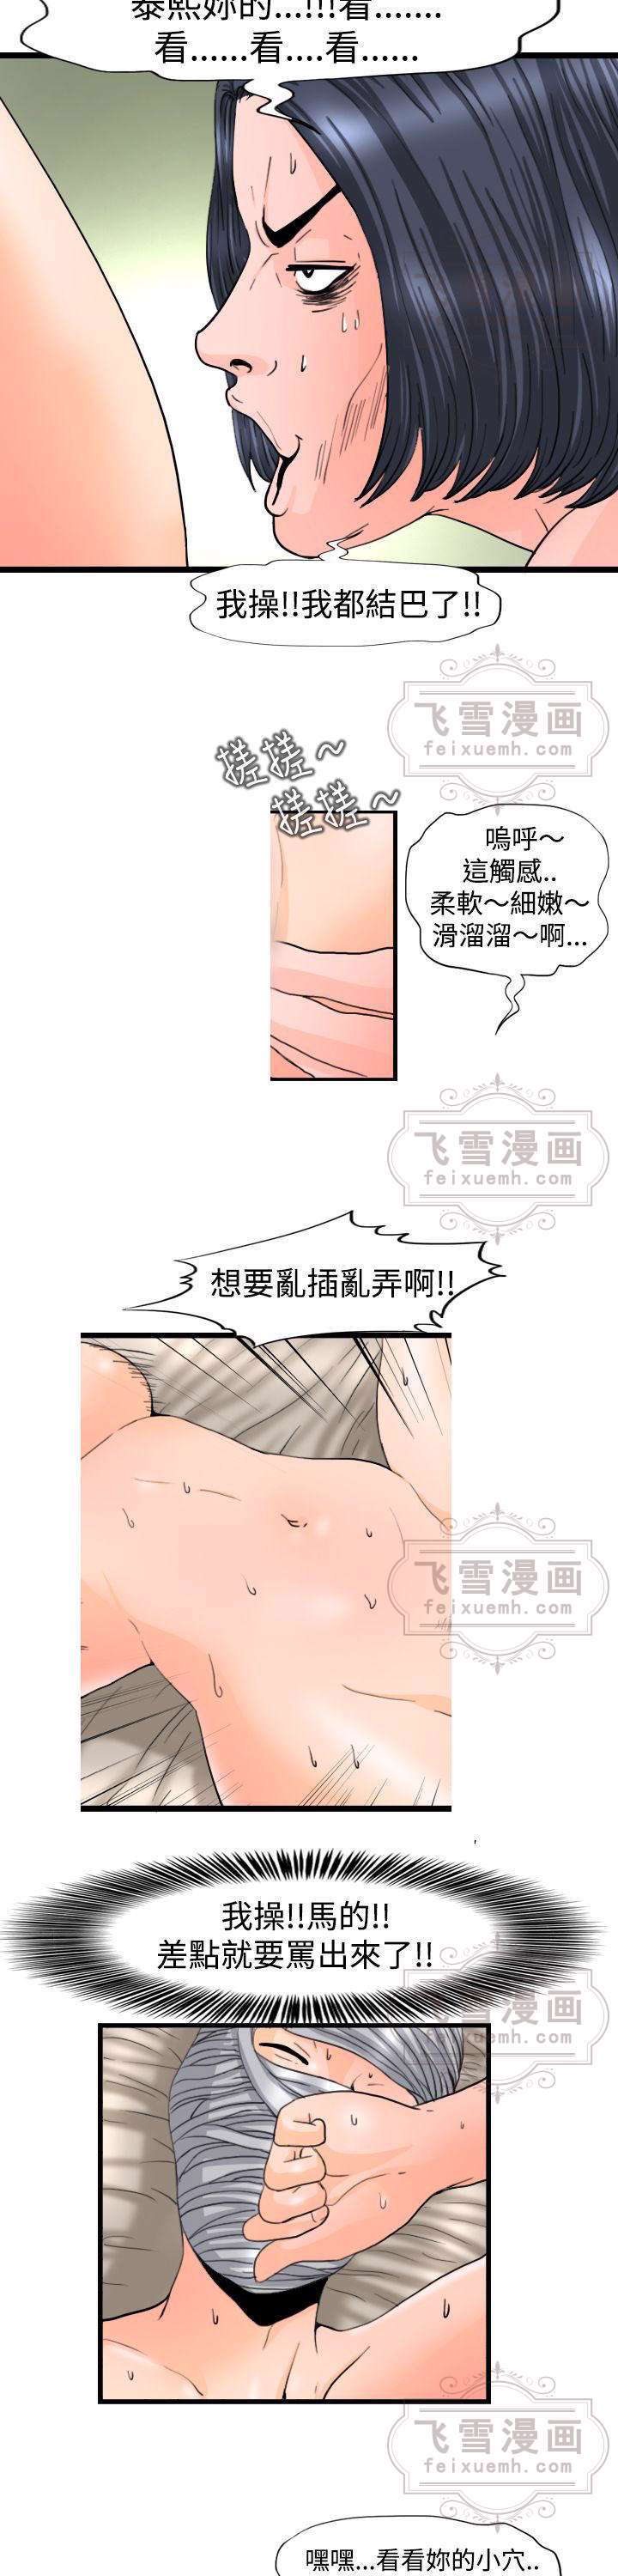 泰熙妳的...!!!看.......
看......看....看......
我操!!我都結巴了!!
飞雪漫画
feixuemh.com
搓搓~
搓搓~
嗚呼～
這觸感..
柔軟～細嫩～
滑溜溜～啊...
飞雪漫画
feixuemh.com
想要亂插亂弄啊!!
飞雪漫画
feixuemh.com
我操!!馬的!!
差點就要罵出來了!!
飞雪漫画
feixuemh.com
飞雪漫画
feixuemh.com
嘿嘿...看看妳的小穴..